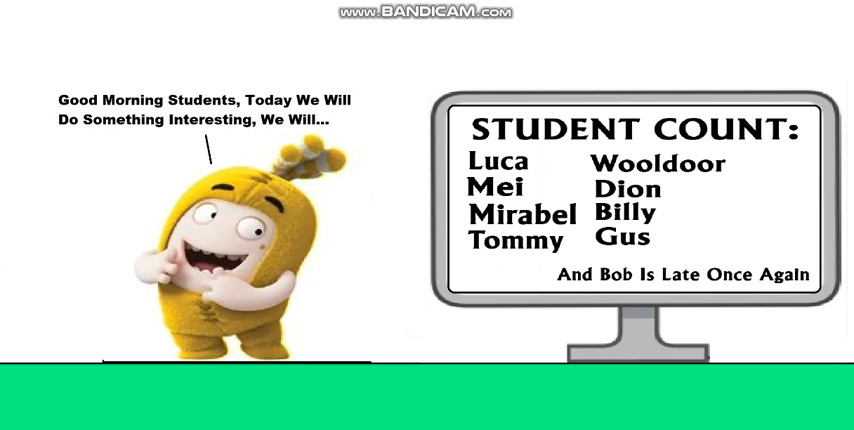 www.BANDICAM.com
Good Morning Students, Today We Will
Do Something Interesting, We Will...
STUDENT COUNT:
Luca Wooldoor
Mei Dion
Mirabel Billy
Tommy Gus
And Bob Is Late Once Again